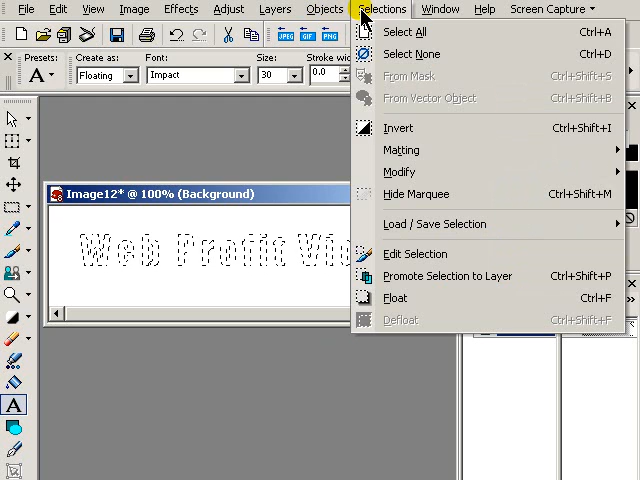 File Edit View Image Effects Adjust Layers Objects Selections Window Help Screen Capture
JPEG GIF PNG
Presets: Create as: Font: Size: Stroke
A Floating Impact 30 0.0
Select All Ctrl+A
Select None Ctrl+D
From Mask Ctrl+Shift+S
From Vector Object Ctrl+Shift+B
Invert Ctrl+Shift+I
Matting
Modify
Hide Marquee Ctrl+Shift+M
Load / Save Selection
Edit Selection
Promote Selection to Layer Ctrl+Shift+P
Float Ctrl+F
Defloat Ctrl+Shift+F
Image12* @ 100% (Background)
Web Profit
A